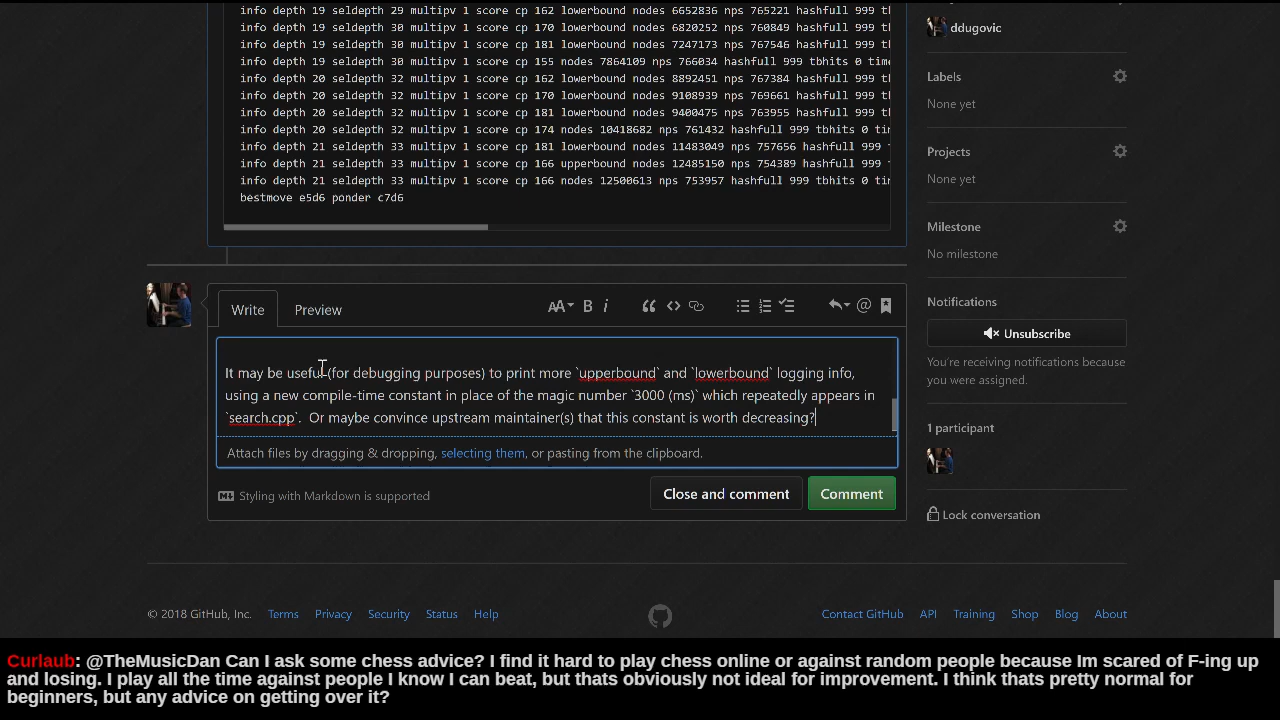 info depth 19 seldepth 29 multipv 1 score cp 162 lowerbound nodes 6652836 nps 765221 hashfull 999 t
info depth 19 seldepth 30 multipv 1 score cp 170 lowerbound nodes 6820252 nps 760849 hashfull 999 tl
info depth 19 seldepth 30 multipv 1 score cp 181 lowerbound nodes 7247173 nps 767546 hashfull 999 tl
info depth 19 seldepth 30 multipv 1 score cp 155 nodes 7864109 nps 766034 hashfull 999 tbhits 0 time
info depth 20 seldepth 32 multipv 1 score cp 162 lowerbound nodes 8892451 nps 767384 hashfull 999 tl
info depth 20 seldepth 32 multipv 1 score cp 170 lowerbound nodes 9108939 nps 769661 hashfull 999 tl
info depth 20 seldepth 32 multipv 1 score cp 181 lowerbound nodes 9400475 nps 763955 hashfull 999 tl
info depth 20 seldepth 32 multipv 1 score cp 174 nodes 10418682 nps 761432 hashfull 999 tbhits 0 tim
info depth 21 seldepth 33 multipv 1 score cp 181 lowerbound nodes 11483049 nps 757656 hashfull 999
info depth 21 seldepth 33 multipv 1 score cp 166 upperbound nodes 12485150 nps 754389 hashfull 999
info depth 21 seldepth 33 multipv 1 score cp 166 nodes 12500613 nps 753957 hashfull 999 tbhits 0 tim
bestmove e5d6 ponder c7d6
ddugovic
Labels
None yet
Projects
None yet
Milestone
No milestone
Notifications
Unsubscribe
You're receiving notifications because
you were assigned.
1 participant
Lock conversation
Write Preview
AA B i
It may be useful (for debugging purposes) to print more `upperbound` and `lowerbound` logging info,
using a new compile-time constant in place of the magic number `3000 (ms)` which repeatedly appears in
`search.cpp`.  Or maybe convince upstream maintainer(s) that this constant is worth decreasing?
Attach files by dragging & dropping, selecting them, or pasting from the clipboard.
Styling with Markdown is supported
Close and comment Comment
© 2018 GitHub, Inc. Terms Privacy Security Status Help
Contact GitHub API Training Shop Blog About
Curlaub: @TheMusicDan Can I ask some chess advice? I find it hard to play chess online or against random people because Im scared of F-ing up
and losing. I play all the time against people I know I can beat, but thats obviously not ideal for improvement. I think thats pretty normal for
beginners, but any advice on getting over it?